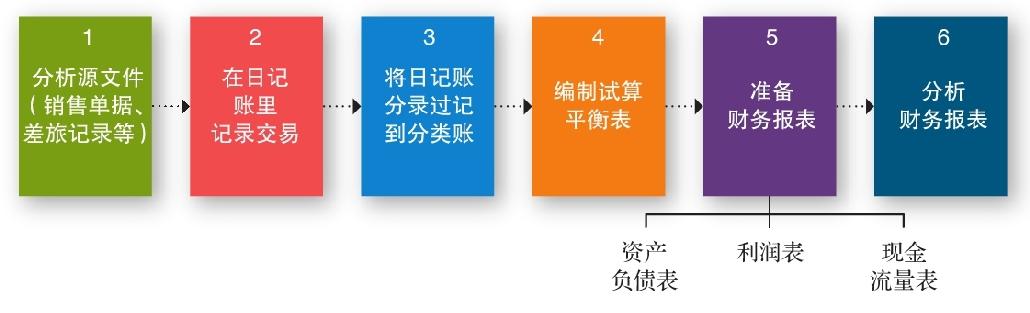 1
分析源文件
（销售单据、
差旅记录等）
2
在日记
账里
记录交易
3
将日记账
分录过记
到分类账
4
编制试算
平衡表
5
准备
财务报表
6
分析
财务报表
资产
负债表
利润表
现金
流量表